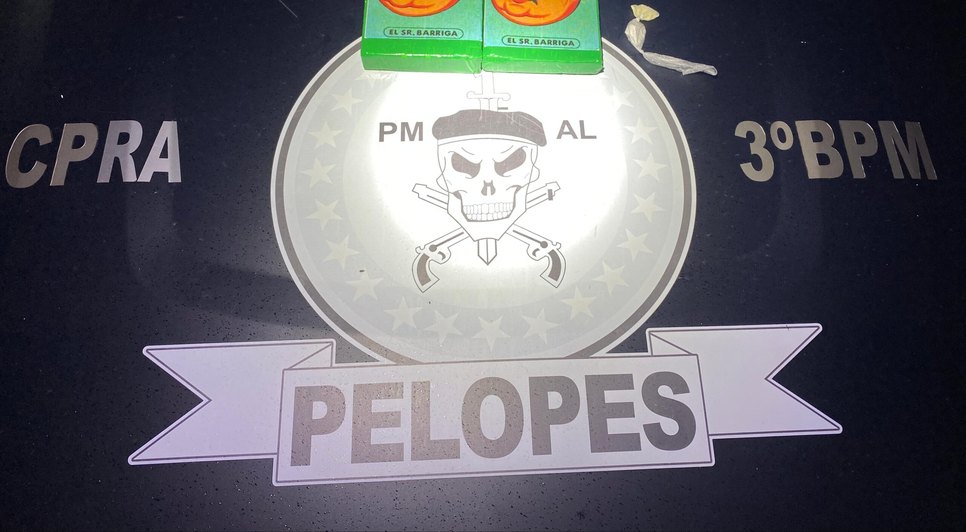 EL SR. BARRIGA
EL SR. BARRIGA
PM AL
CPRA
3ºBPM
PELOPES